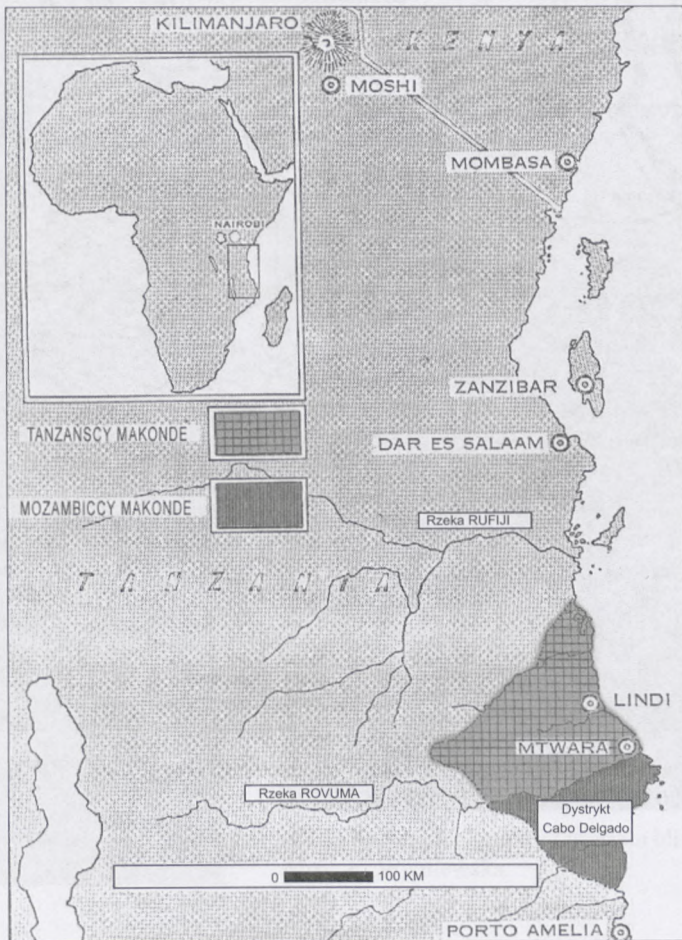 KILIMANJARO
KENYA
MOSHI
MOMBASA
NAIROBI
ZANZIBAR
TANZAŃSCY MAKONDE
DAR ES SALAAM
MOZAMBICCY MAKONDE
Rzeka RUFIJI
TANZANIA
LINDI
MTWARA
Rzeka ROVUMA
Dystrykt
Cabo Delgado
0 100 KM
PORTO AMELIA